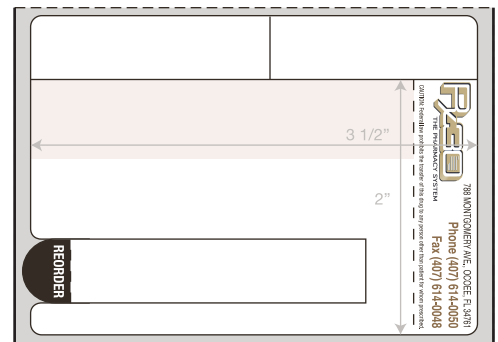 3 1/2”
2”
REORDER
THE PHARMACY SYSTEM
CAUTION: Federal law prohibits the transfer of this drug to any person other than patient for whom prescribed.
788 MONTGOMERY AVE., OCOEE, FL 34761
Phone (407) 614-0050
Fax (407) 614-0048